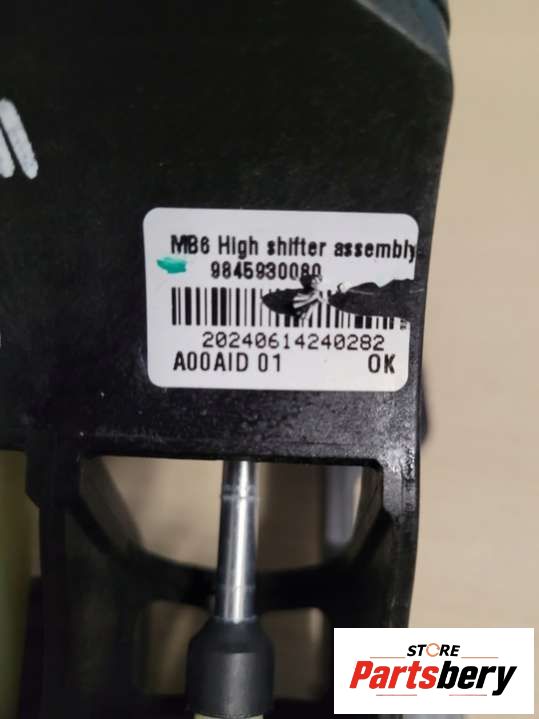 MB6 High shifter assembly
9845930080
20240614240282
A00AID 01 OK
STORE
Partsbery